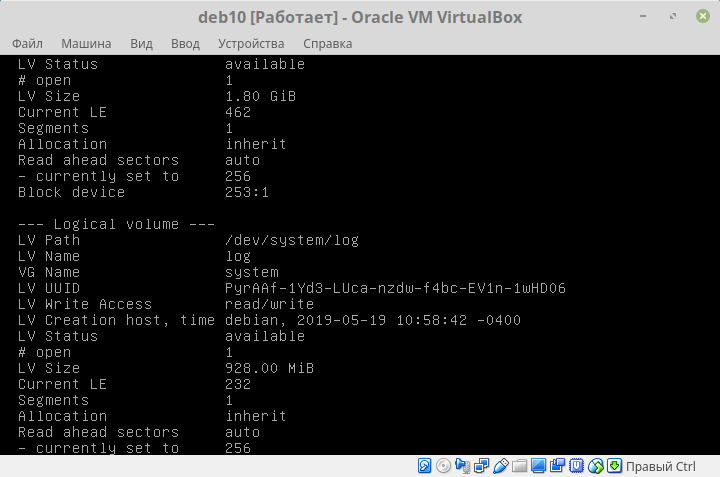 deb10 [Работает] - Oracle VM VirtualBox
Файл Машина Вид Ввод Устройства Справка
LV Status available
# open 1
LV Size 1.80 GiB
Current LE 462
Segments 1
Allocation inherit
Read ahead sectors auto
- currently set to 256
Block device 253:1
--- Logical volume ---
LV Path /dev/system/log
LV Name log
VG Name system
LV UUID PyrAAf-1Yd3-LUca-nzdw-f4bc-EV1n-1wHD06
LV Write Access read/write
LV Creation host, time debian, 2019-05-19 10:58:42 -0400
LV Status available
# open 1
LV Size 928.00 MiB
Current LE 232
Segments 1
Allocation inherit
Read ahead sectors auto
- currently set to 256
Правый Ctrl